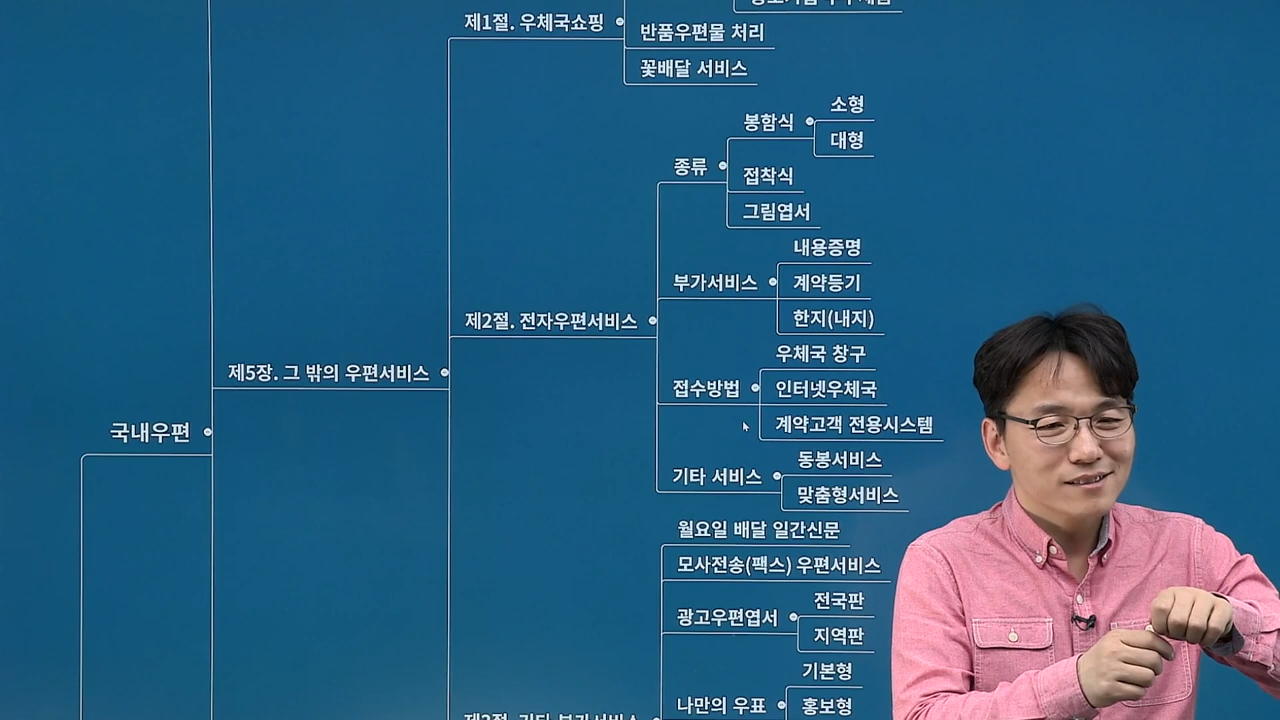 제1절. 우체국쇼핑
반품우편물 처리
꽃배달 서비스
소형
봉함식
대형
종류
접착식
그림엽서
내용증명
부가서비스
계약등기
한지(내지)
제2절. 전자우편서비스
우체국 창구
제5장. 그 밖의 우편서비스
접수방법
인터넷우체국
계약고객 전용시스템
국내우편
동봉서비스
기타 서비스
맞춤형서비스
월요일 배달 일간신문
모사전송(팩스) 우편서비스
전국판
광고우편엽서
지역판
기본형
나만의 우표
홍보형